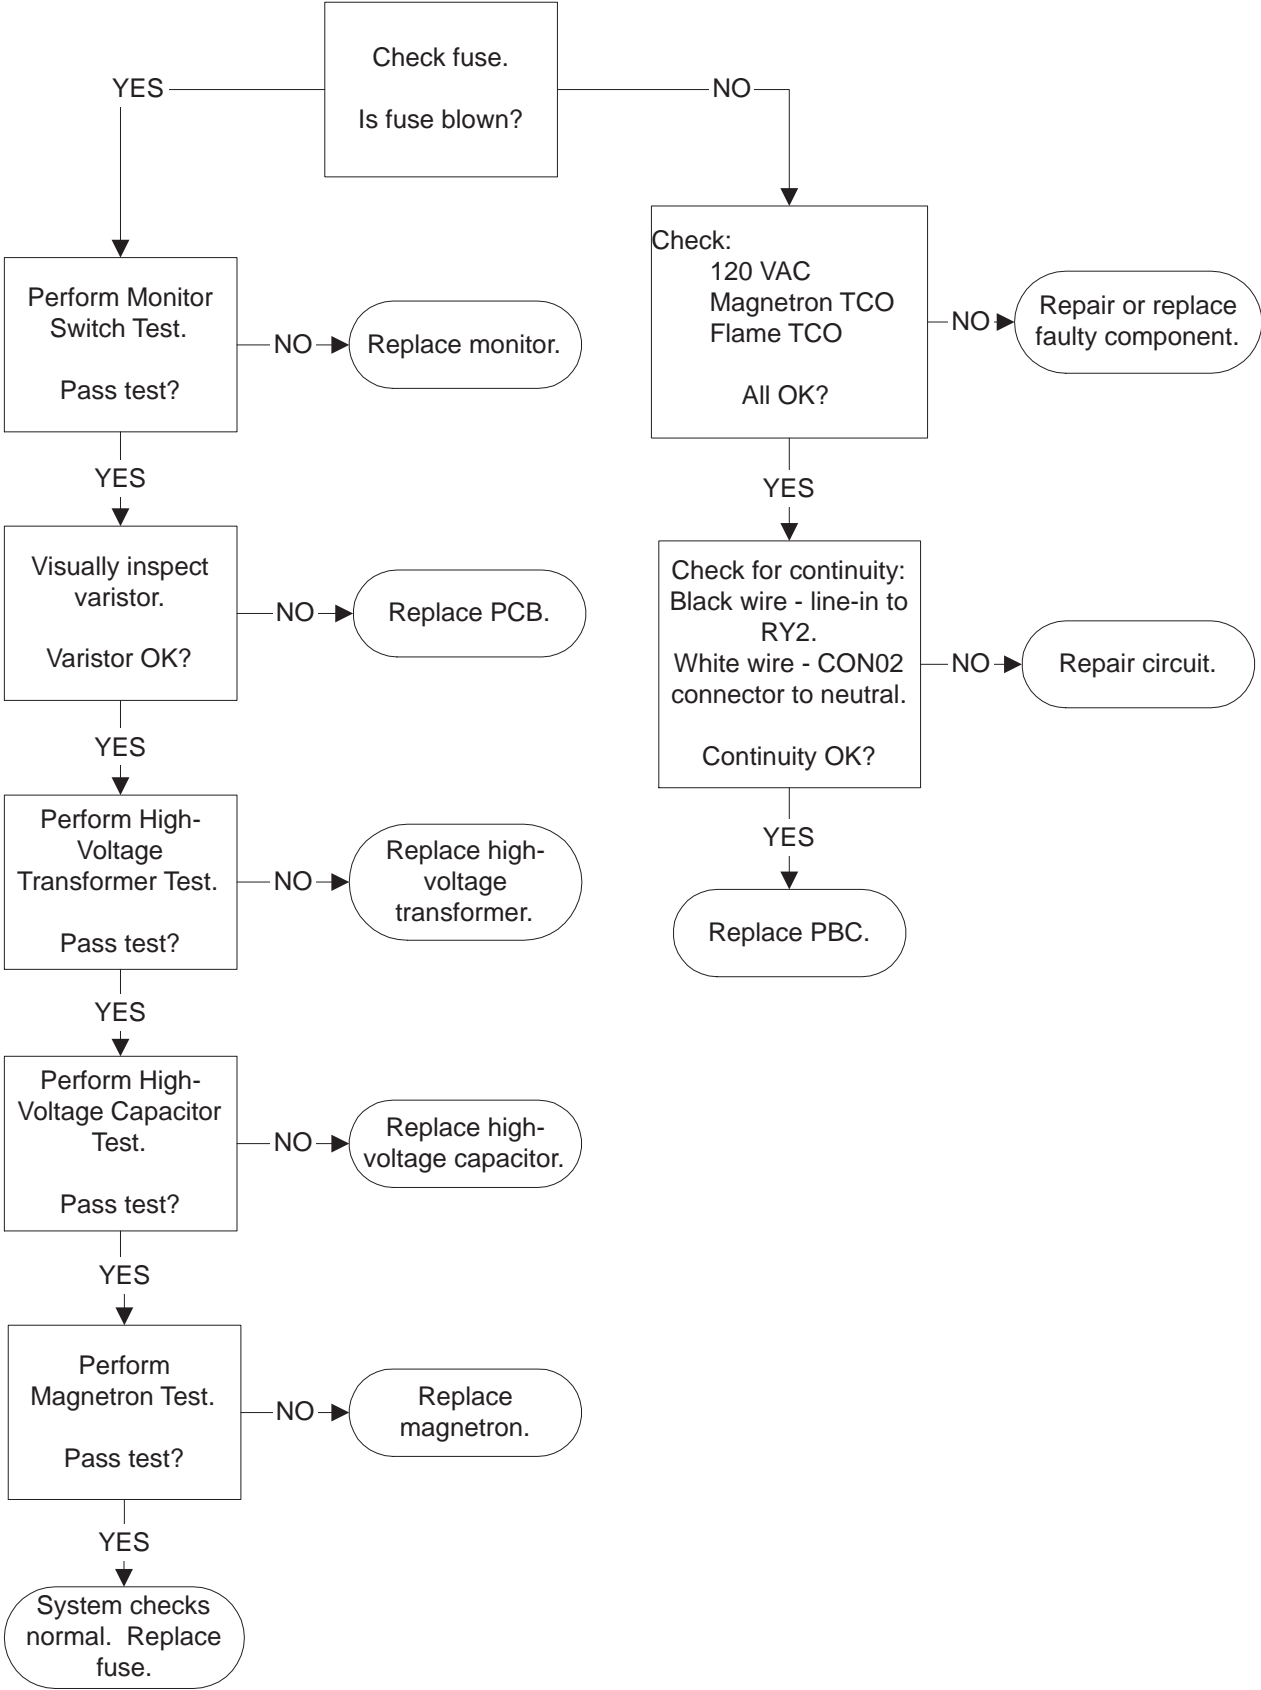 Check fuse.
Is fuse blown?
YES
NO
Perform Monitor
Switch Test.
Pass test?
NO
Replace monitor.
YES
Visually inspect
varistor.
Varistor OK?
NO
Replace PCB.
YES
Perform High-
Voltage
Transformer Test.
Pass test?
NO
Replace high-
voltage
transformer.
YES
Perform High-
Voltage Capacitor
Test.
Pass test?
NO
Replace high-
voltage capacitor.
YES
Perform
Magnetron Test.
Pass test?
NO
Replace
magnetron.
YES
System checks
normal.  Replace
fuse.
Check:
120 VAC
Magnetron TCO
Flame TCO
All OK?
NO
Repair or replace
faulty component.
YES
Check for continuity:
Black wire - line-in to
RY2.
White wire - CON02
connector to neutral.
Continuity OK?
NO
Repair circuit.
YES
Replace PBC.